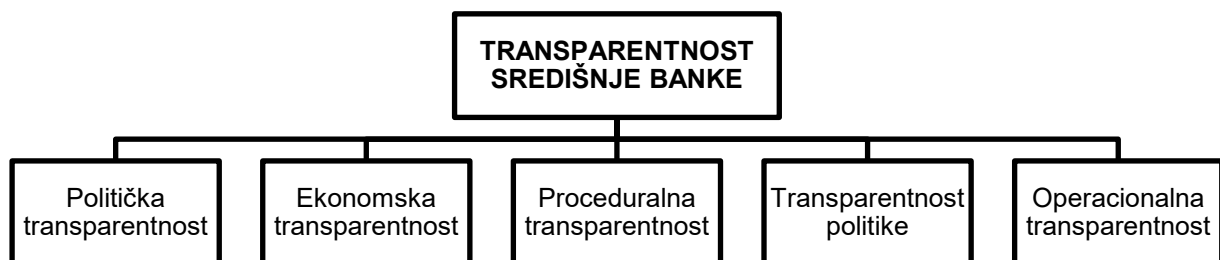 TRANSPARENTNOST
SREDIŠNJE BANKE
Politička
transparentnost
Ekonomska
transparentnost
Proceduralna
transparentnost
Transparentnost
politike
Operacionalna
transparentnost